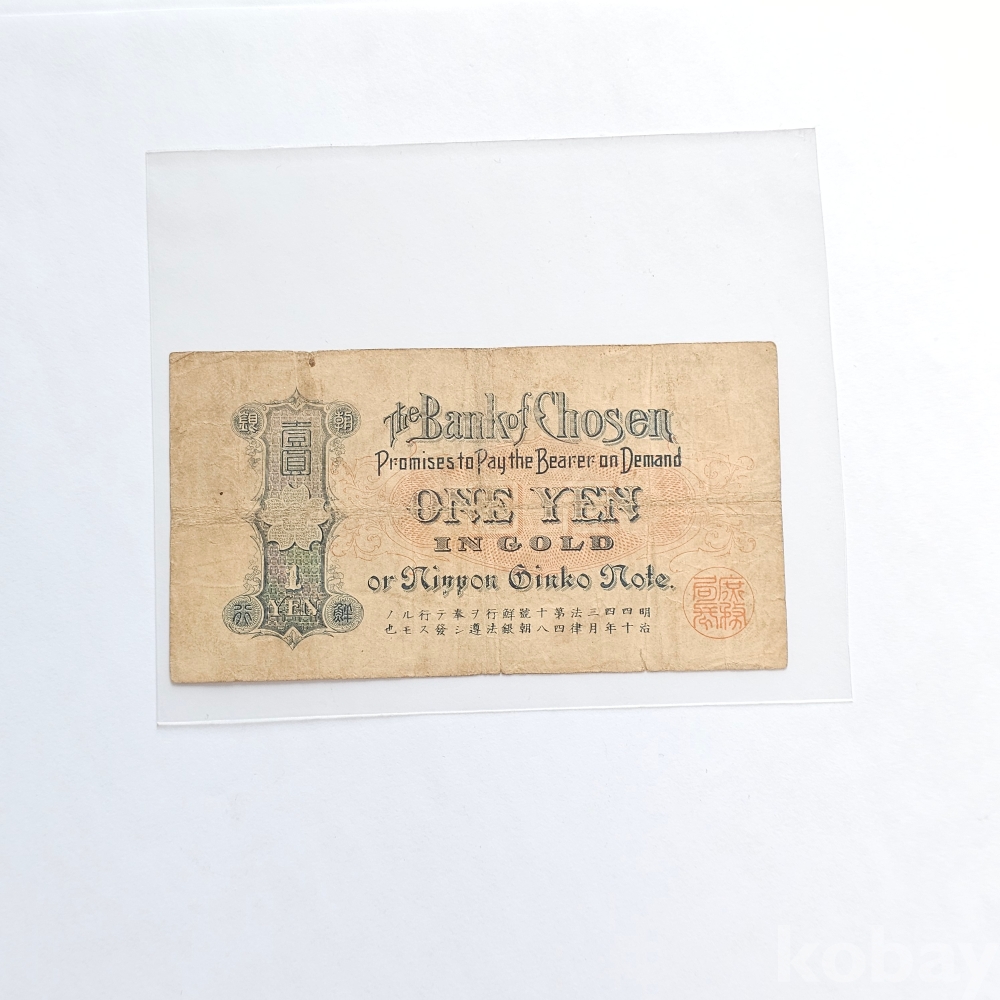 朝鮮銀行
壹圓
1
YEN
The Bank of Chosen
Promises to Pay the Bearer on Demand
ONE YEN
IN GOLD
or Nippon Ginko Note.
明治四十四年三月法律第四十八號朝鮮銀行法ヲ遵奉シテ發行スルモノ也
kobay